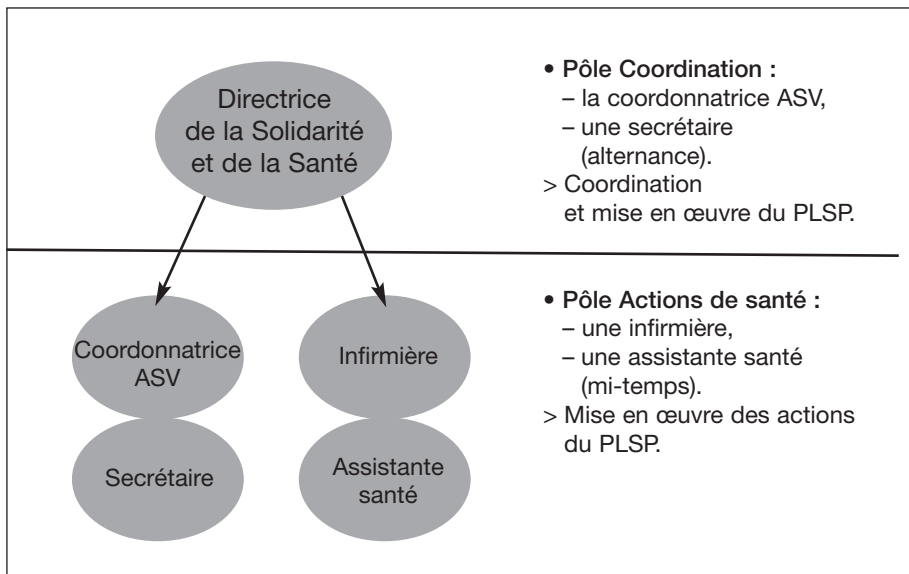 Directrice
de la Solidarité
et de la Santé
• Pôle Coordination :
– la coordonnatrice ASV,
– une secrétaire
(alternance).
> Coordination
et mise en œuvre du PLSP.
Coordonnatrice
ASV
Infirmière
Secrétaire
Assistante
santé
• Pôle Actions de santé :
– une infirmière,
– une assistante santé
(mi-temps).
> Mise en œuvre des actions
du PLSP.